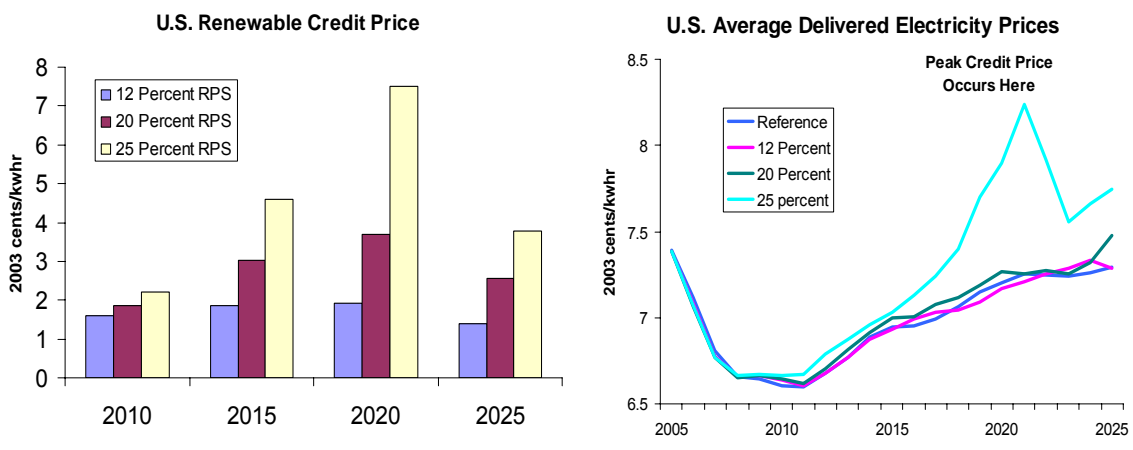 U.S. Renewable Credit Price
8
7
6
5
4
3
2
1
0
2003 cents/kwhr
12 Percent RPS
20 Percent RPS
25 Percent RPS
2010 2015 2020 2025
U.S. Average Delivered Electricity Prices
8.5
8
7.5
7
6.5
2003 cents/kwhr
Peak Credit Price
Occurs Here
Reference
12 Percent
20 Percent
25 percent
2005 2010 2015 2020 2025